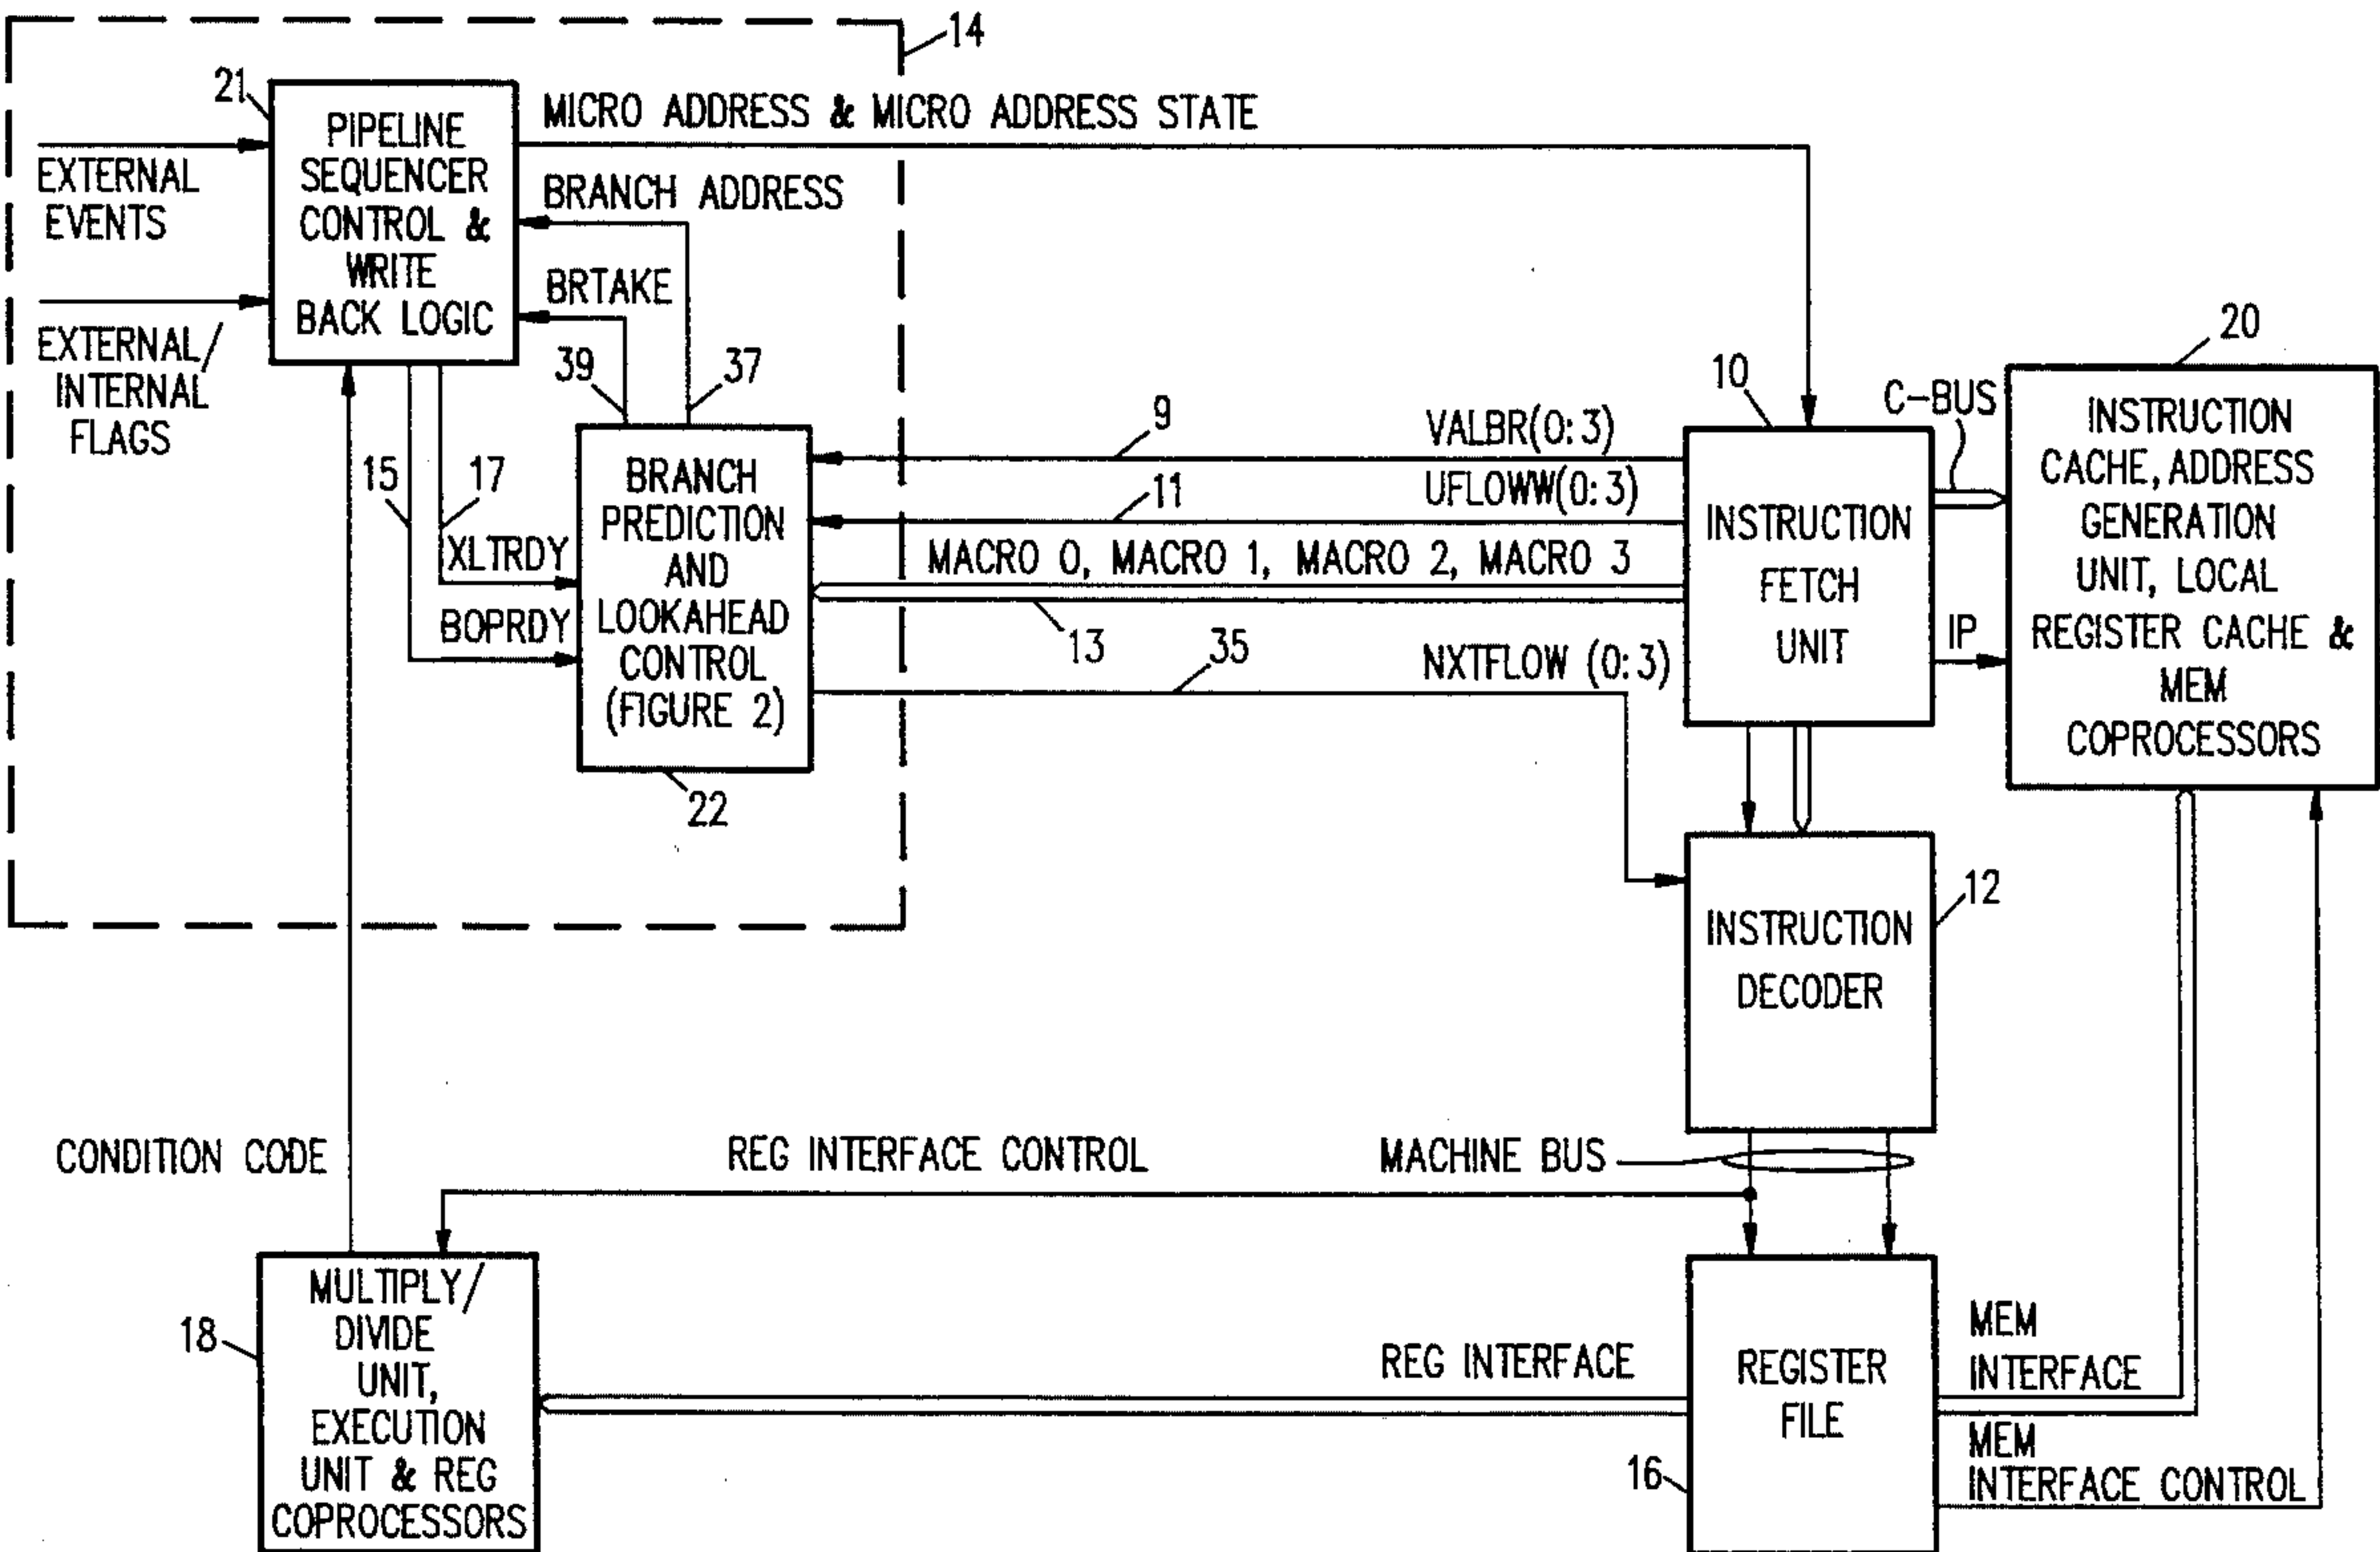 14
21
PIPELINE
SEQUENCER
CONTROL &
WRITE
BACK LOGIC
EXTERNAL
EVENTS
EXTERNAL/
INTERNAL
FLAGS
MICRO ADDRESS & MICRO ADDRESS STATE
BRANCH ADDRESS
BRTAKE
39
37
15
17
XLTRDY
BOPRDY
BRANCH
PREDICTION
AND
LOOKAHEAD
CONTROL
(FIGURE 2)
22
9
VALBR(0:3)
11
UFLOWW(0:3)
MACRO 0, MACRO 1, MACRO 2, MACRO 3
13
35
NXTFLOW (0:3)
10
INSTRUCTION
FETCH
UNIT
C-BUS
IP
20
INSTRUCTION
CACHE, ADDRESS
GENERATION
UNIT, LOCAL
REGISTER CACHE &
MEM
COPROCESSORS
12
INSTRUCTION
DECODER
CONDITION CODE
REG INTERFACE CONTROL
MACHINE BUS
18
MULTIPLY/
DIVIDE
UNIT,
EXECUTION
UNIT & REG
COPROCESSORS
REG INTERFACE
16
REGISTER
FILE
MEM
INTERFACE
MEM
INTERFACE CONTROL